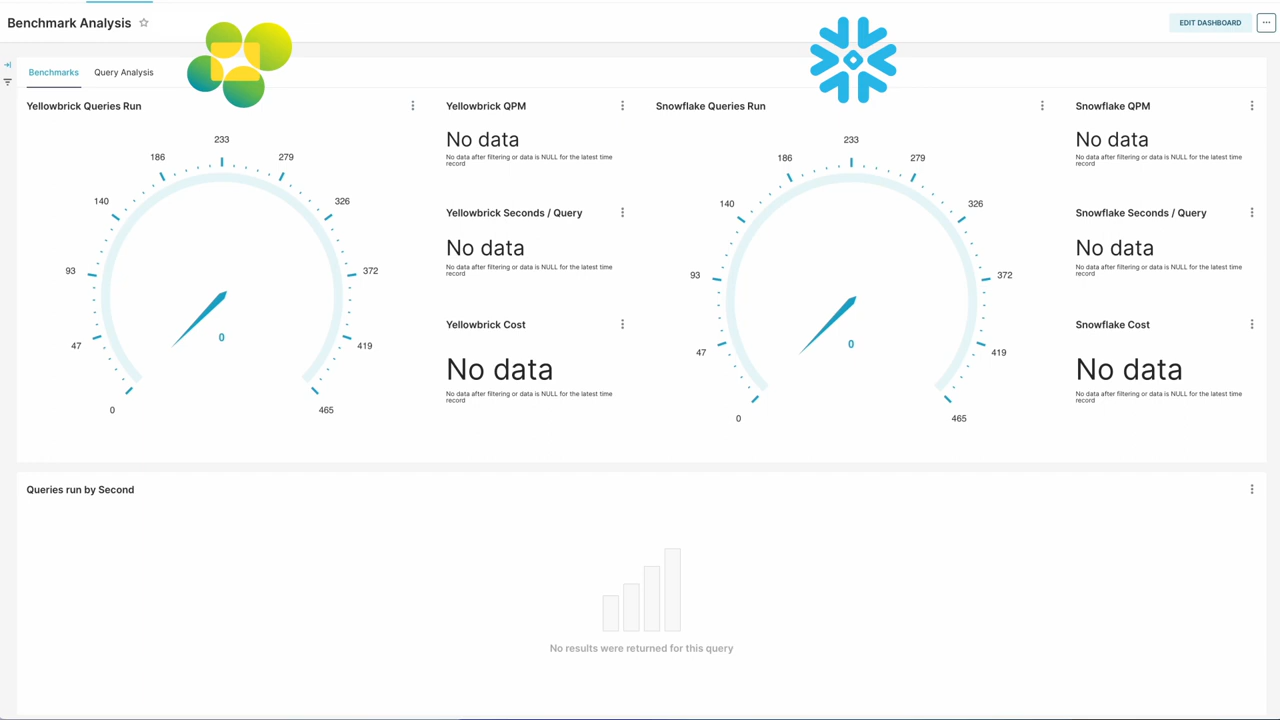 Benchmark Analysis
EDIT DASHBOARD
Benchmarks
Query Analysis
Yellowbrick Queries Run
233
186
279
140
326
93
372
47
419
0
0
465
Yellowbrick QPM
No data
No data after filtering or data is NULL for the latest time
record
Yellowbrick Seconds / Query
No data
No data after filtering or data is NULL for the latest time
record
Yellowbrick Cost
No data
No data after filtering or data is NULL for the latest time
record
Snowflake Queries Run
233
186
279
140
326
93
372
47
419
0
0
465
Snowflake QPM
No data
No data after filtering or data is NULL for the latest time
record
Snowflake Seconds / Query
No data
No data after filtering or data is NULL for the latest time
record
Snowflake Cost
No data
No data after filtering or data is NULL for the latest time
record
Queries run by Second
No results were returned for this query